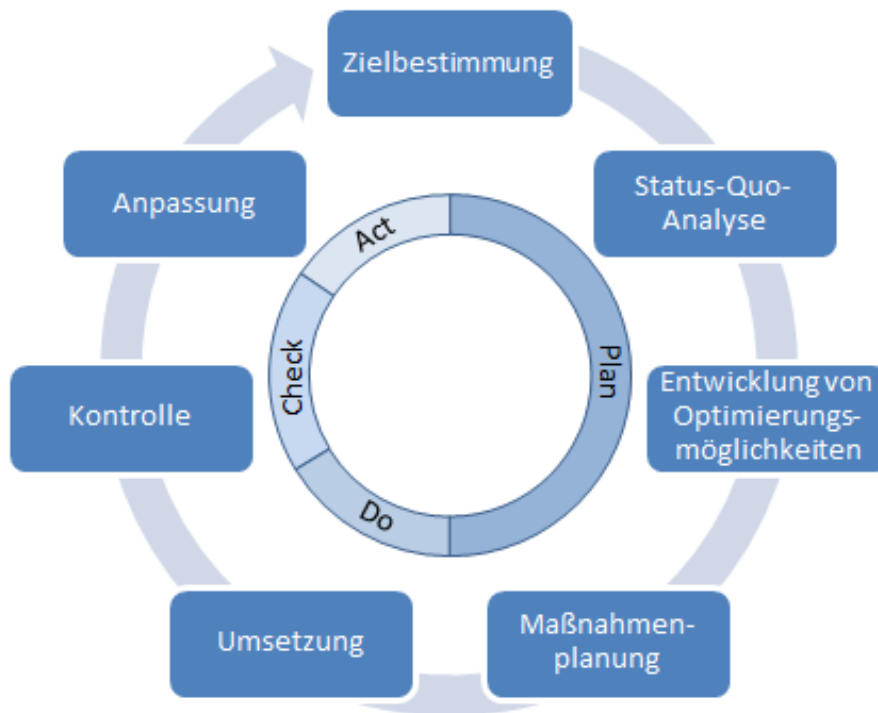 Zielbestimmung
Status-Quo-
Analyse
Entwicklung von
Optimierungs-
möglichkeiten
Maßnahmen-
planung
Umsetzung
Kontrolle
Anpassung
Plan
Do
Check
Act